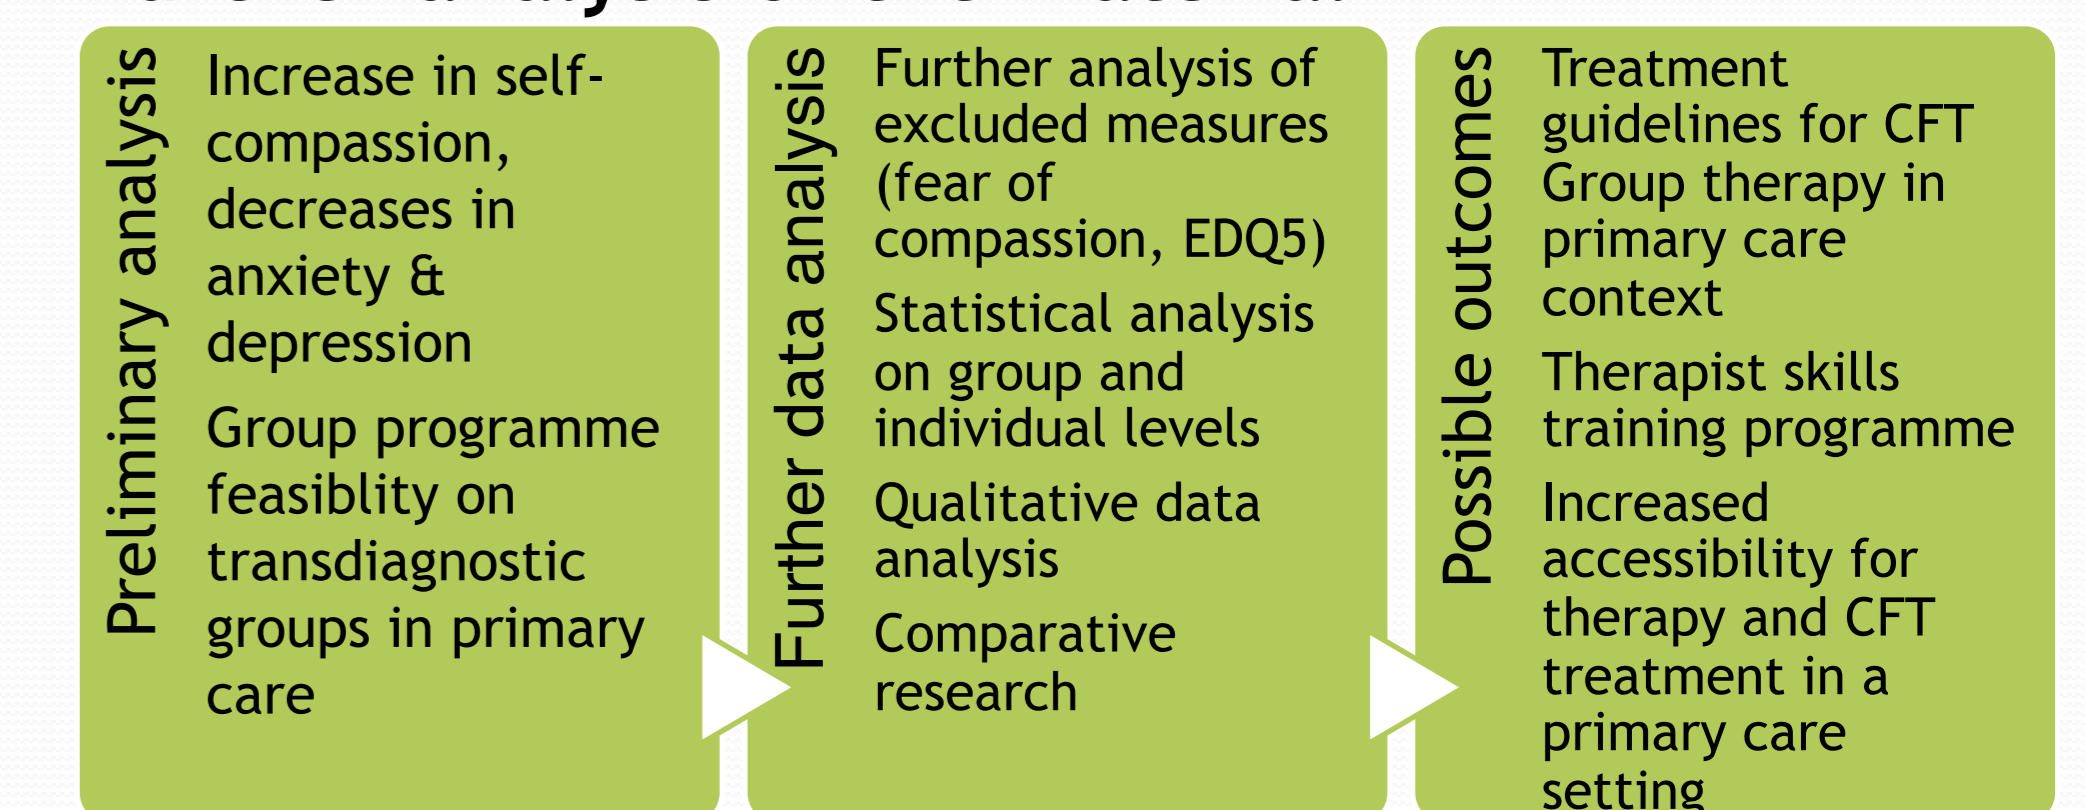 Preliminary analysis
Increase in self-
compassion,
decreases in
anxiety &
depression
Group programme
feasiblity on
transdiagnostic
groups in primary
care
Further data analysis
Further analysis of
excluded measures
(fear of
compassion, EDQ5)
Statistical analysis
on group and
individual levels
Qualitative data
analysis
Comparative
research
Possible outcomes
Treatment
guidelines for CFT
Group therapy in
primary care
context
Therapist skills
training programme
Increased
accessibility for
therapy and CFT
treatment in a
primary care
setting